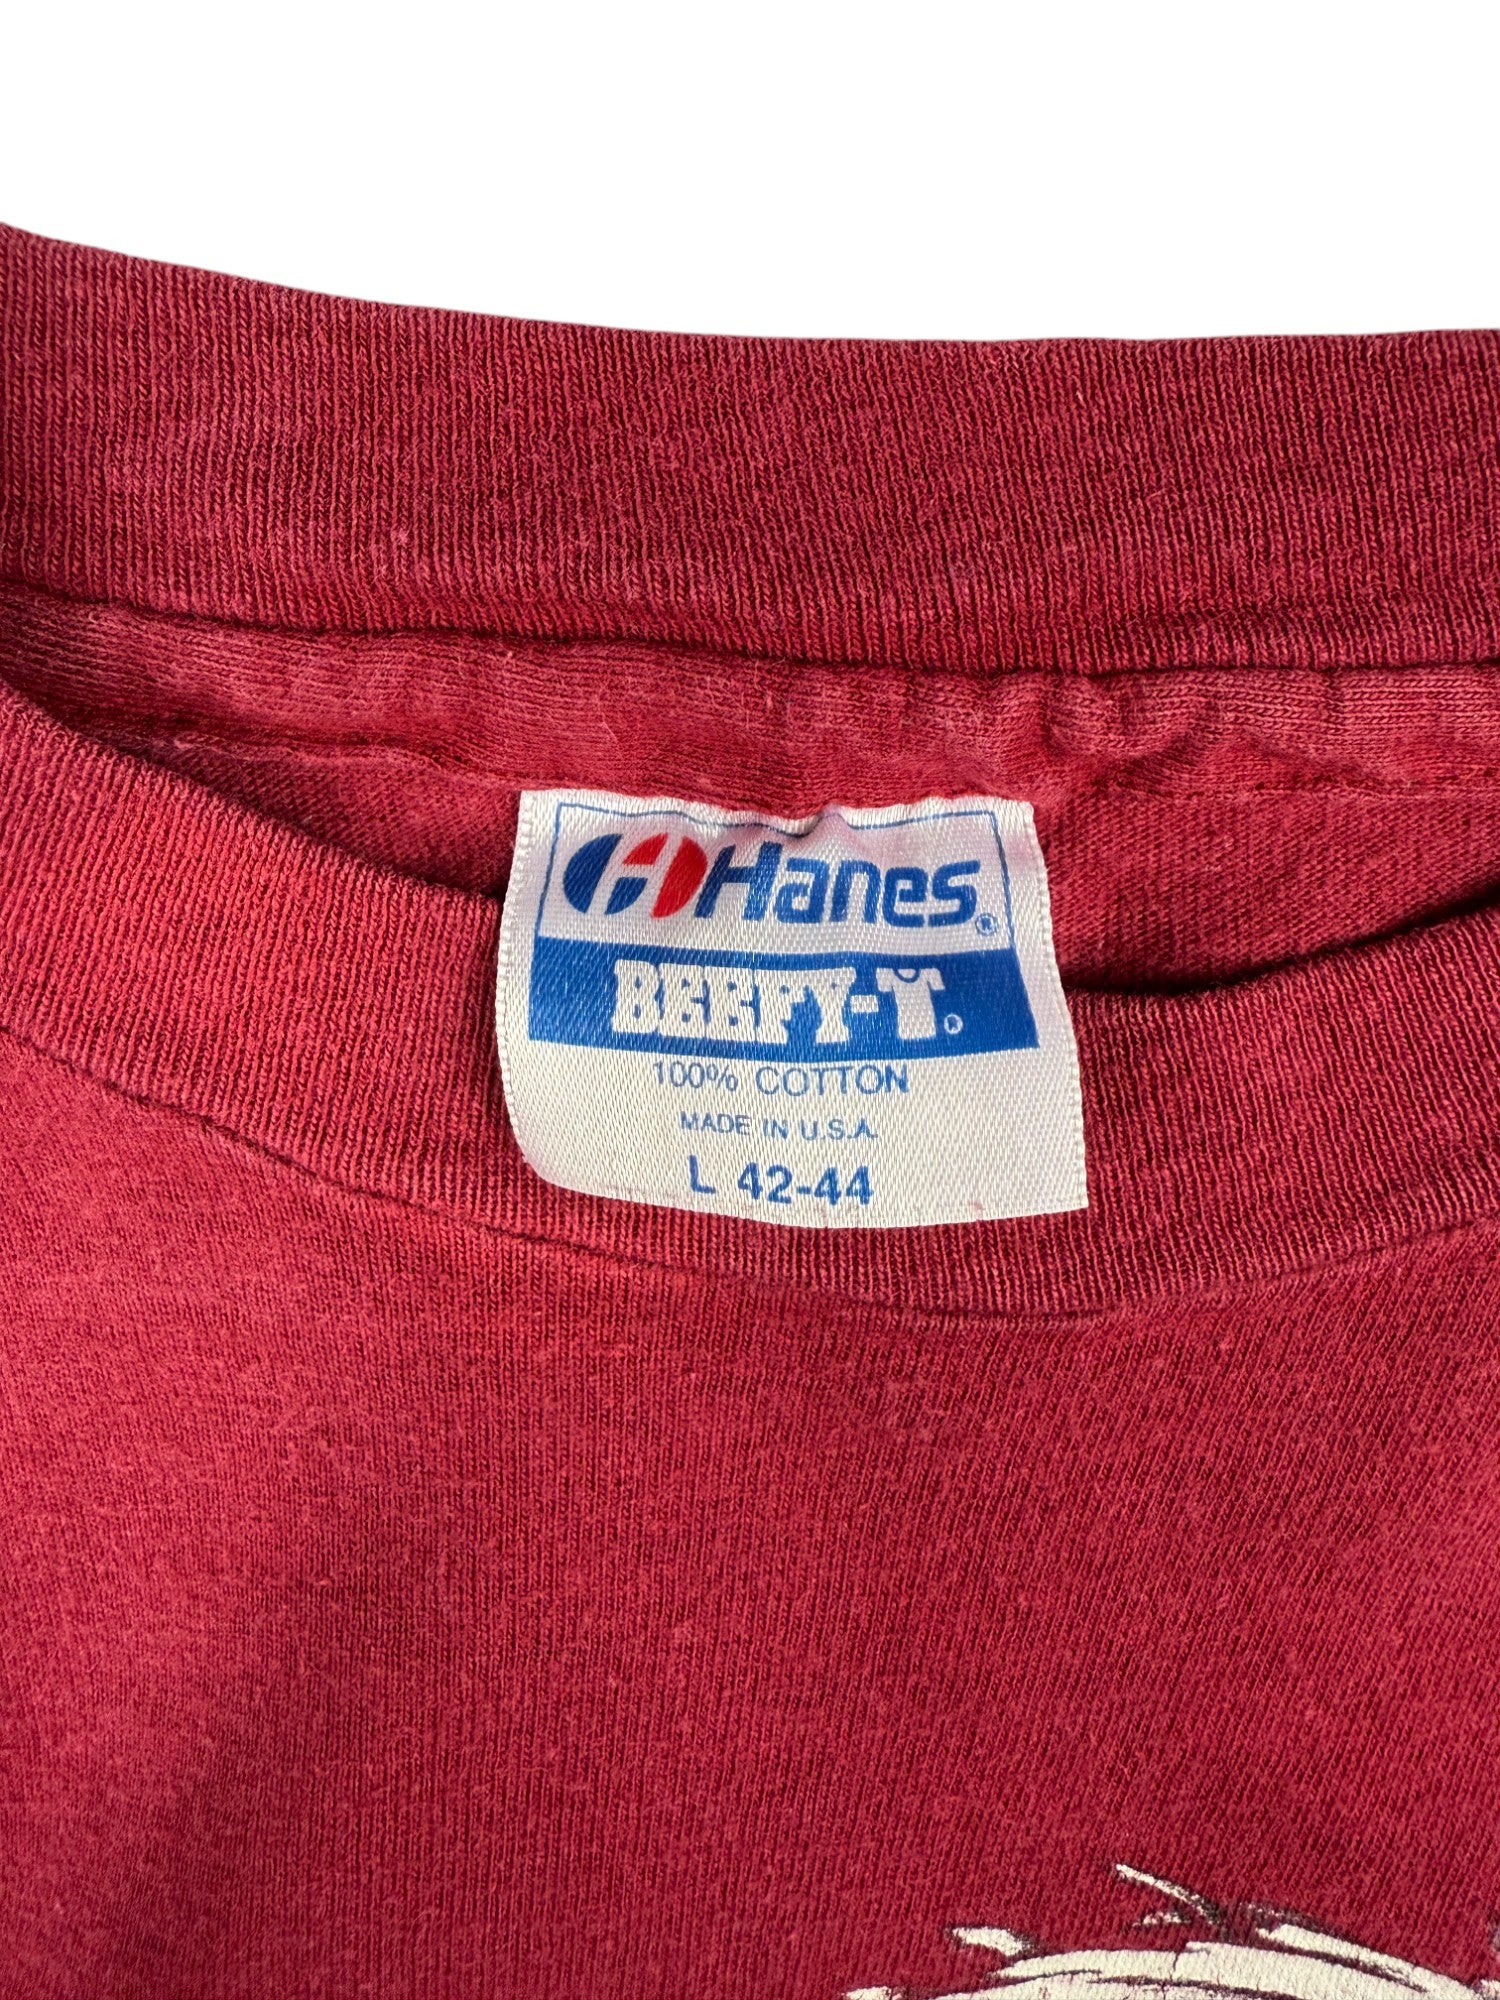 Hanes®
BEEFY-T®
100% COTTON
MADE IN U.S.A.
L 42-44